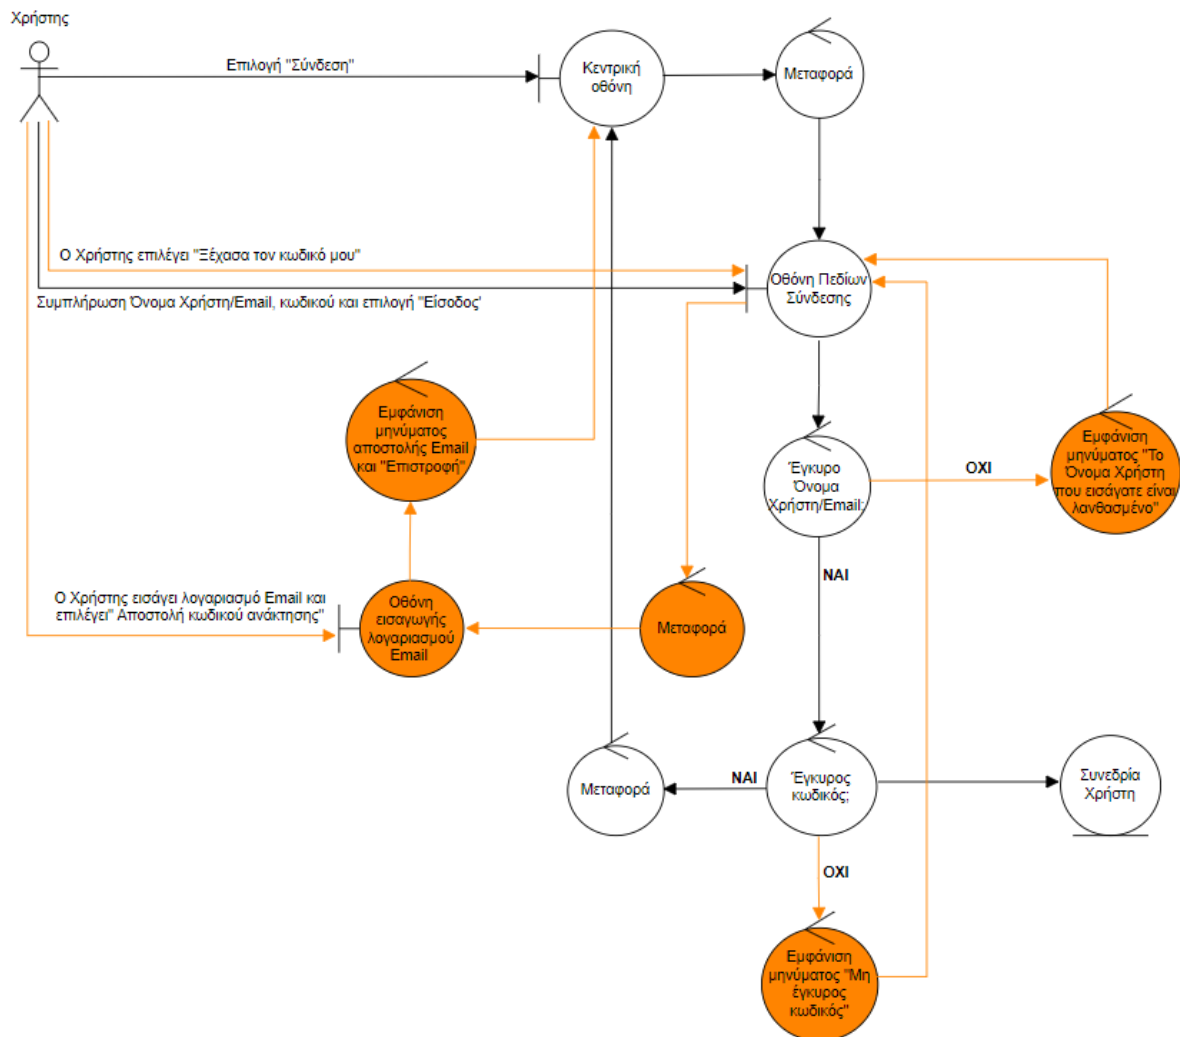 Χρήστης
Επιλογή "Σύνδεση"
Κεντρική
οθόνη
Μεταφορά
Ο Χρήστης επιλέγει "Ξέχασα τον κωδικό μου"
Οθόνη Πεδίων
Σύνδεσης
Συμπλήρωση Όνομα Χρήστη/Email, κωδικού και επιλογή "Είσοδος'
Εμφάνιση
μηνύματος
αποστολής Email
και "Επιστροφή"
Έγκυρο
Όνομα
Χρήστη/Email;
ΟΧΙ
Εμφάνιση
μηνύματος "Το
Όνομα Χρήστη
που εισάγατε είναι
λανθασμένο"
ΝΑΙ
Ο Χρήστης εισάγει λογαριασμό Email και
επιλέγει" Αποστολή κωδικού ανάκτησης"
Οθόνη
εισαγωγής
λογαριασμού
Email
Μεταφορά
Μεταφορά
ΝΑΙ
Έγκυρος
κωδικός;
Συνεδρία
Χρήστη
ΟΧΙ
Εμφάνιση
μηνύματος "Μη
έγκυρος
κωδικός"